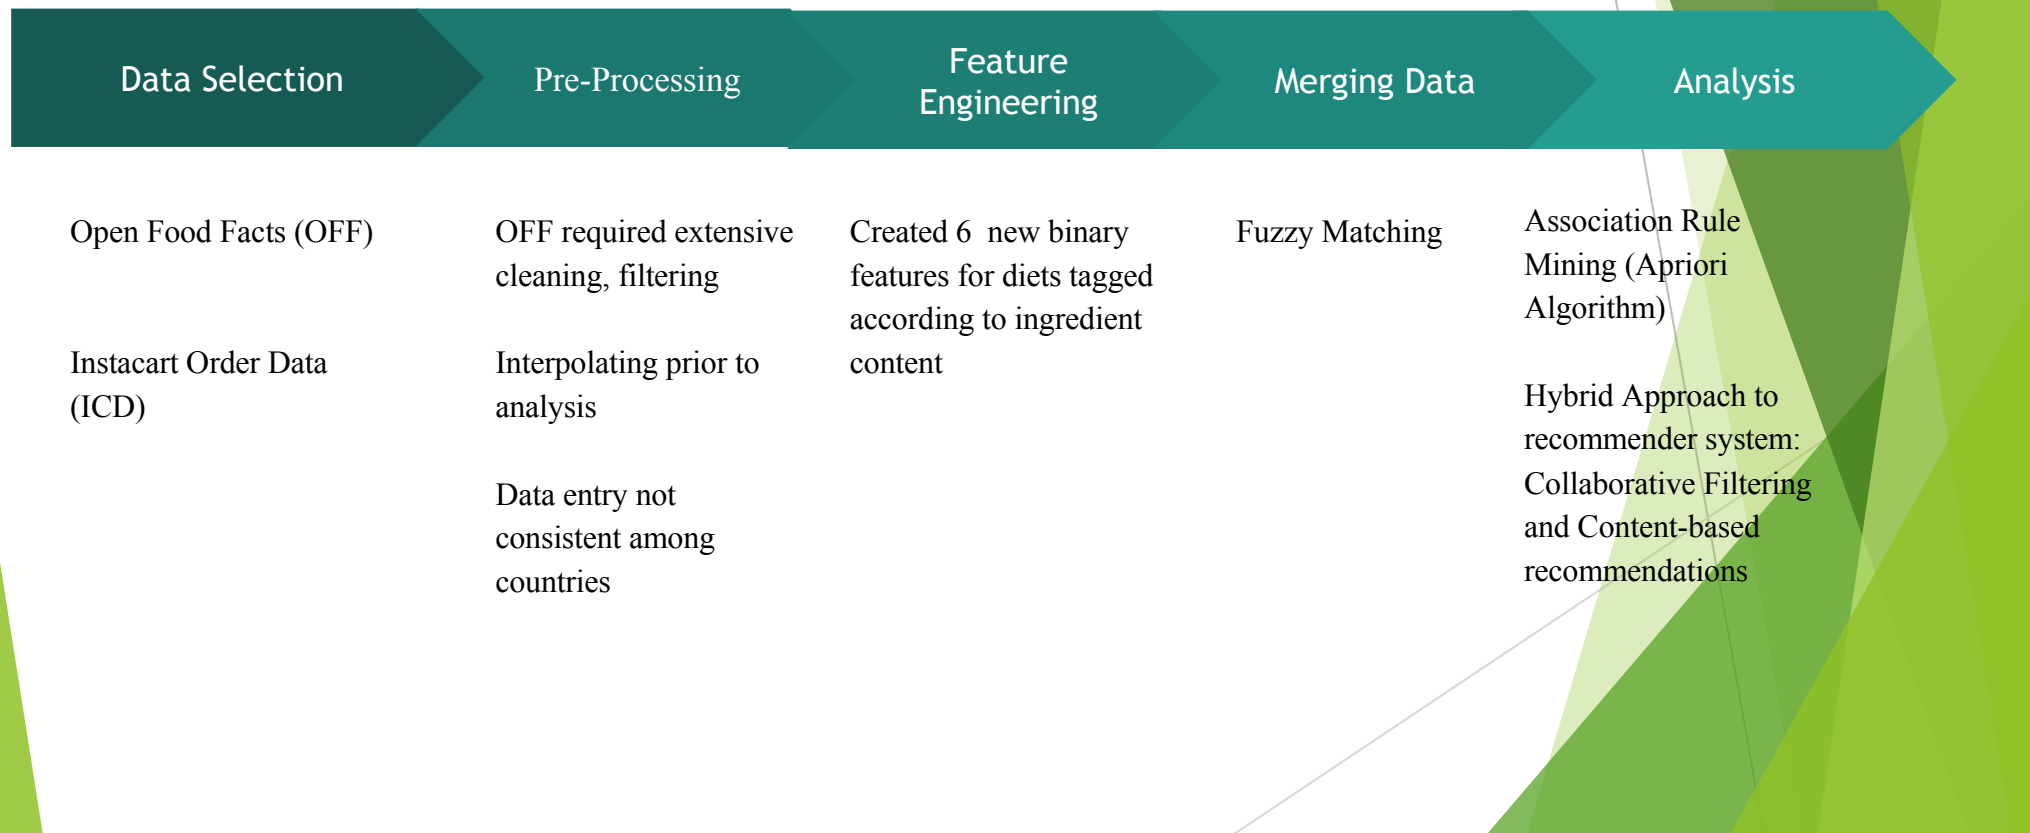 Data Selection
Pre-Processing
Feature
Engineering
Merging Data
Analysis
Open Food Facts (OFF)
Instacart Order Data
(ICD)
OFF required extensive
cleaning, filtering
Interpolating prior to
analysis
Data entry not
consistent among
countries
Created 6  new binary
features for diets tagged
according to ingredient
content
Fuzzy Matching
Association Rule
Mining (Apriori
Algorithm)
Hybrid Approach to
recommender system:
Collaborative Filtering
and Content-based
recommendations